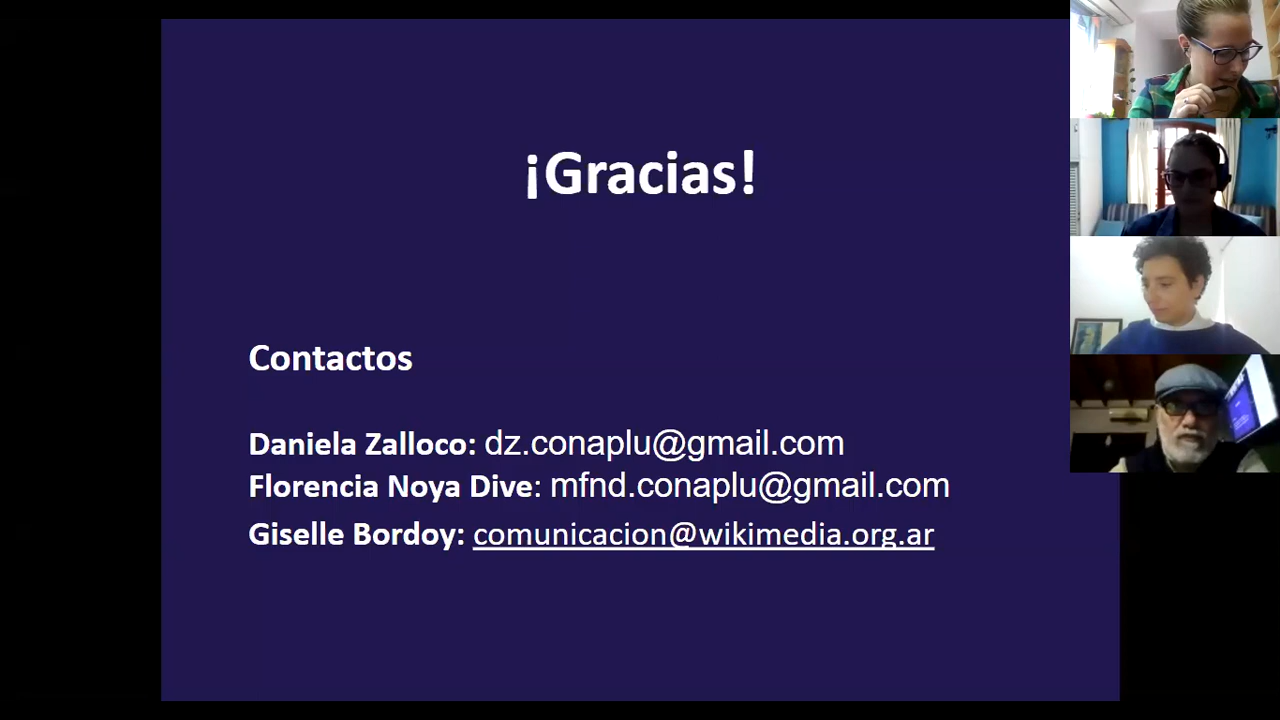 ¡Gracias!
Contactos
Daniela Zalloco: dz.conaplu@gmail.com
Florencia Noya Dive: mfnd.conaplu@gmail.com
Giselle Bordoy: comunicacion@wikimedia.org.ar